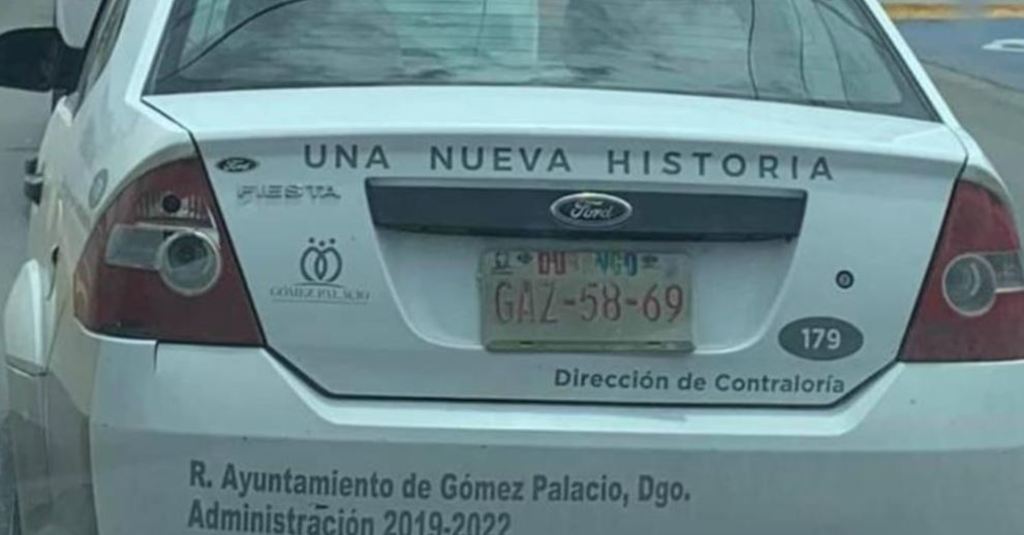 UNA NUEVA HISTORIA
Ford
FIESTA
Ford
GÓMEZ PALACIO
DURANGO
GAZ-58-69
179
Dirección de Contraloría
R. Ayuntamiento de Gómez Palacio, Dgo.
Administración 2019-2022